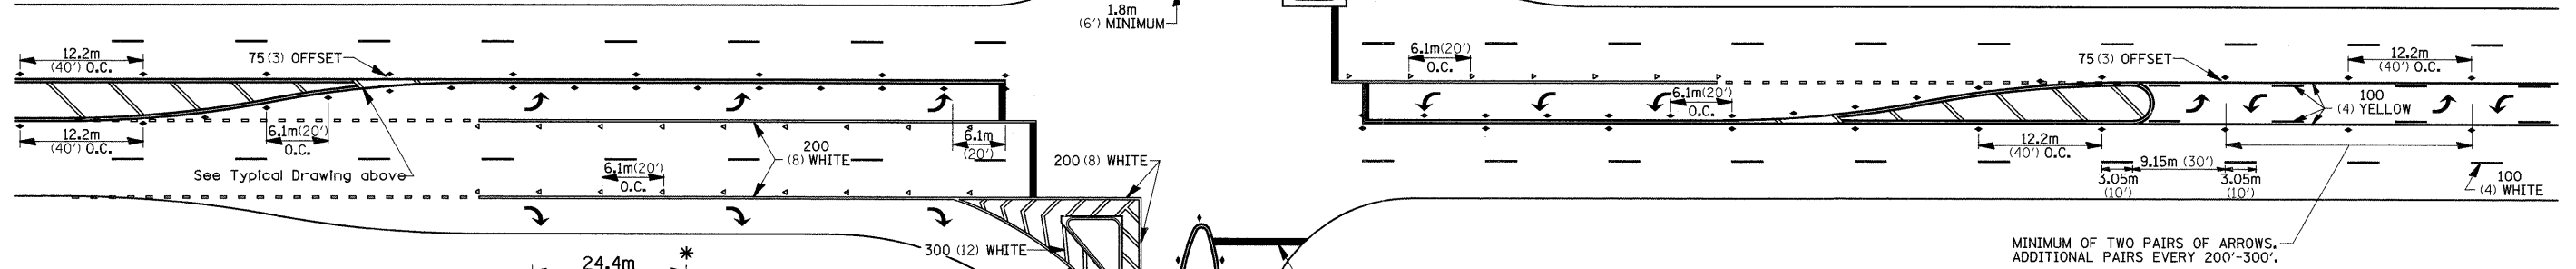 1.8m
(6') MINIMUM
12.2m
(40') O.C.
75 (3) OFFSET
6.1m(20')
O.C.
75 (3) OFFSET
12.2m
(40') O.C.
6.1m(20')
O.C.
100
(4) YELLOW
12.2m
(40') O.C.
6.1m(20')
O.C.
6.1m
(20')
200
(8) WHITE
200 (8) WHITE
12.2m
(40') O.C.
See Typical Drawing above
6.1m(20')
O.C.
9.15m (30')
3.05m
(10')
3.05m
(10')
100
(4) WHITE
300 (12) WHITE
MINIMUM OF TWO PAIRS OF ARROWS.
ADDITIONAL PAIRS EVERY 200'-300'.
24.4m
*